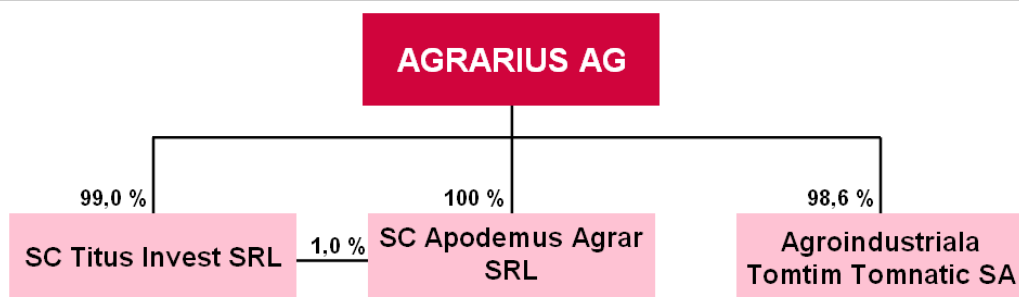 AGRARIUS AG
99,0 %
100 %
98,6 %
SC Titus Invest SRL
1,0 %
SC Apodemus Agrar
SRL
Agroindustriala
Tomtim Tomnatic SA